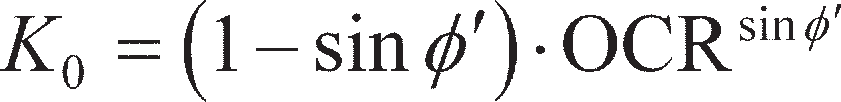 K₀ = (1 – sin ϕ′) · OCR^{sin ϕ′}